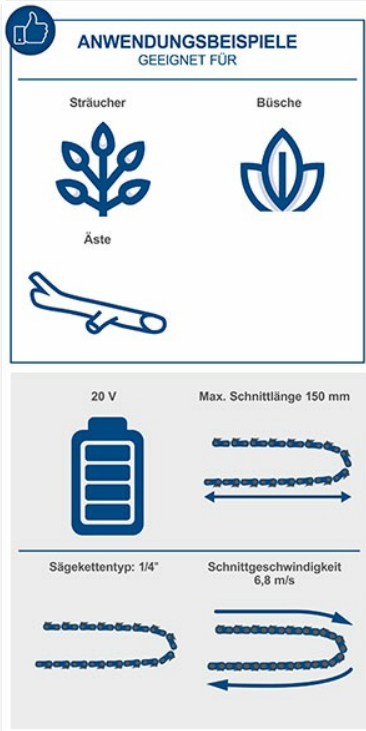 ANWENDUNGSBEISPIELE
GEEIGNET FÜR
Sträucher
Büsche
Äste
20 V
Max. Schnittlänge 150 mm
Sägekettentyp: 1/4"
Schnittgeschwindigkeit
6,8 m/s